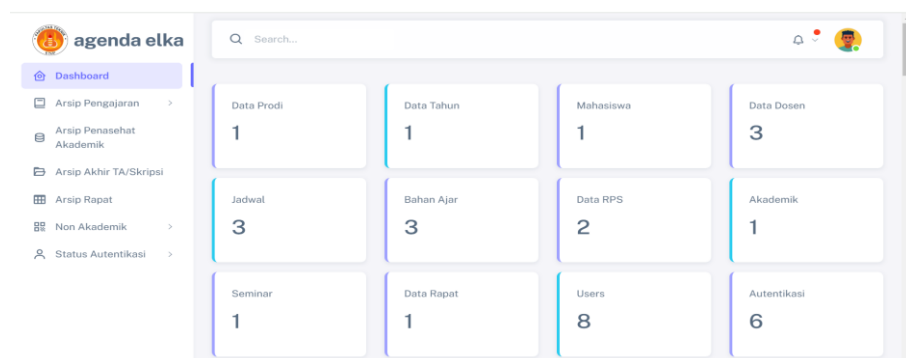 agenda elka
Search...
Dashboard
Arsip Pengajaran
Arsip Penasehat
Akademik
Arsip Akhir TA/Skripsi
Arsip Rapat
Non Akademik
Status Autentikasi
Data Prodi
1
Data Tahun
1
Mahasiswa
1
Data Dosen
3
Jadwal
3
Bahan Ajar
3
Data RPS
2
Akademik
1
Seminar
1
Data Rapat
1
Users
8
Autentikasi
6